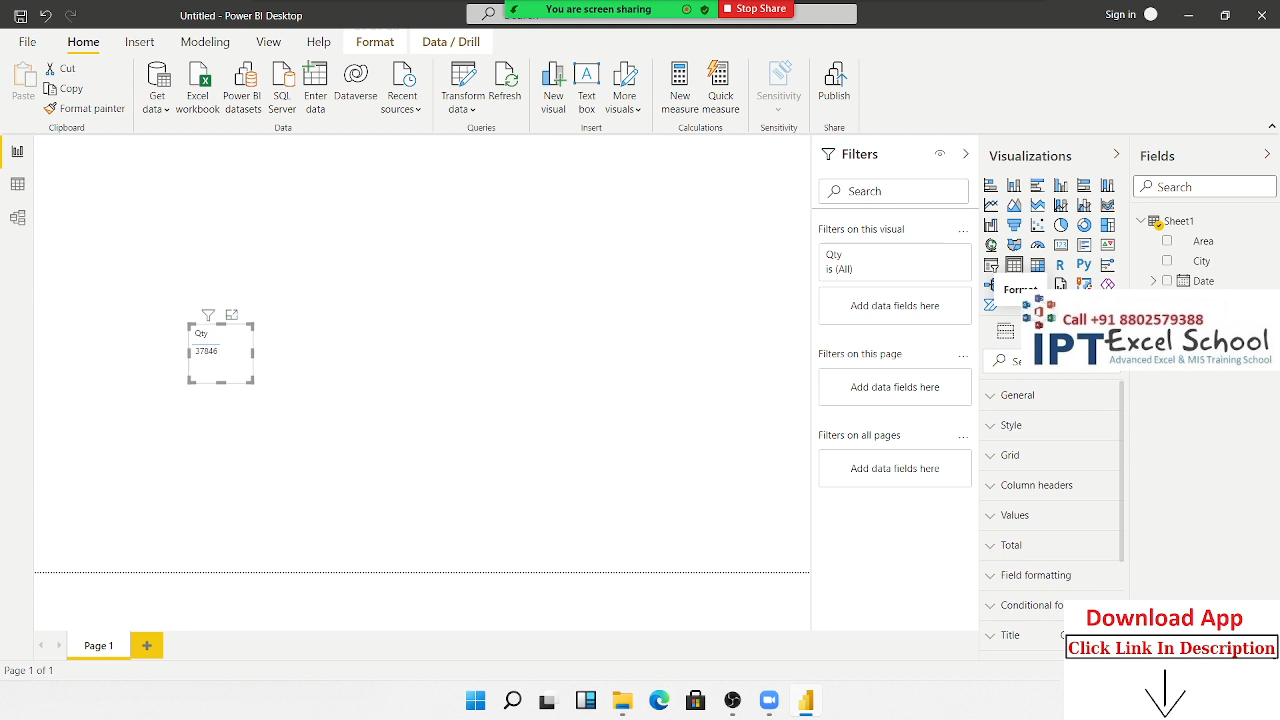 Untitled - Power BI Desktop
You are screen sharing
Stop Share
Sign in
File
Home
Insert
Modeling
View
Help
Format
Data / Drill
Paste
Cut
Copy
Format painter
Clipboard
Get data
Excel workbook
Power BI datasets
SQL Server
Enter data
Dataverse
Recent sources
Data
Transform data
Refresh
Queries
New visual
Text box
More visuals
Insert
New measure
Quick measure
Calculations
Sensitivity
Sensitivity
Publish
Share
Filters
Search
Filters on this visual
Qty
is (All)
Add data fields here
Filters on this page
Add data fields here
Filters on all pages
Add data fields here
Visualizations
R
Py
123
Format
General
Style
Grid
Column headers
Values
Total
Field formatting
Title
Fields
Search
Sheet1
Area
City
Date
Call +91 8802579388
IPT Excel School
Advanced Excel & MIS Training School
Qty
37846
Download App
Click Link In Description
Page 1
Page 1 of 1